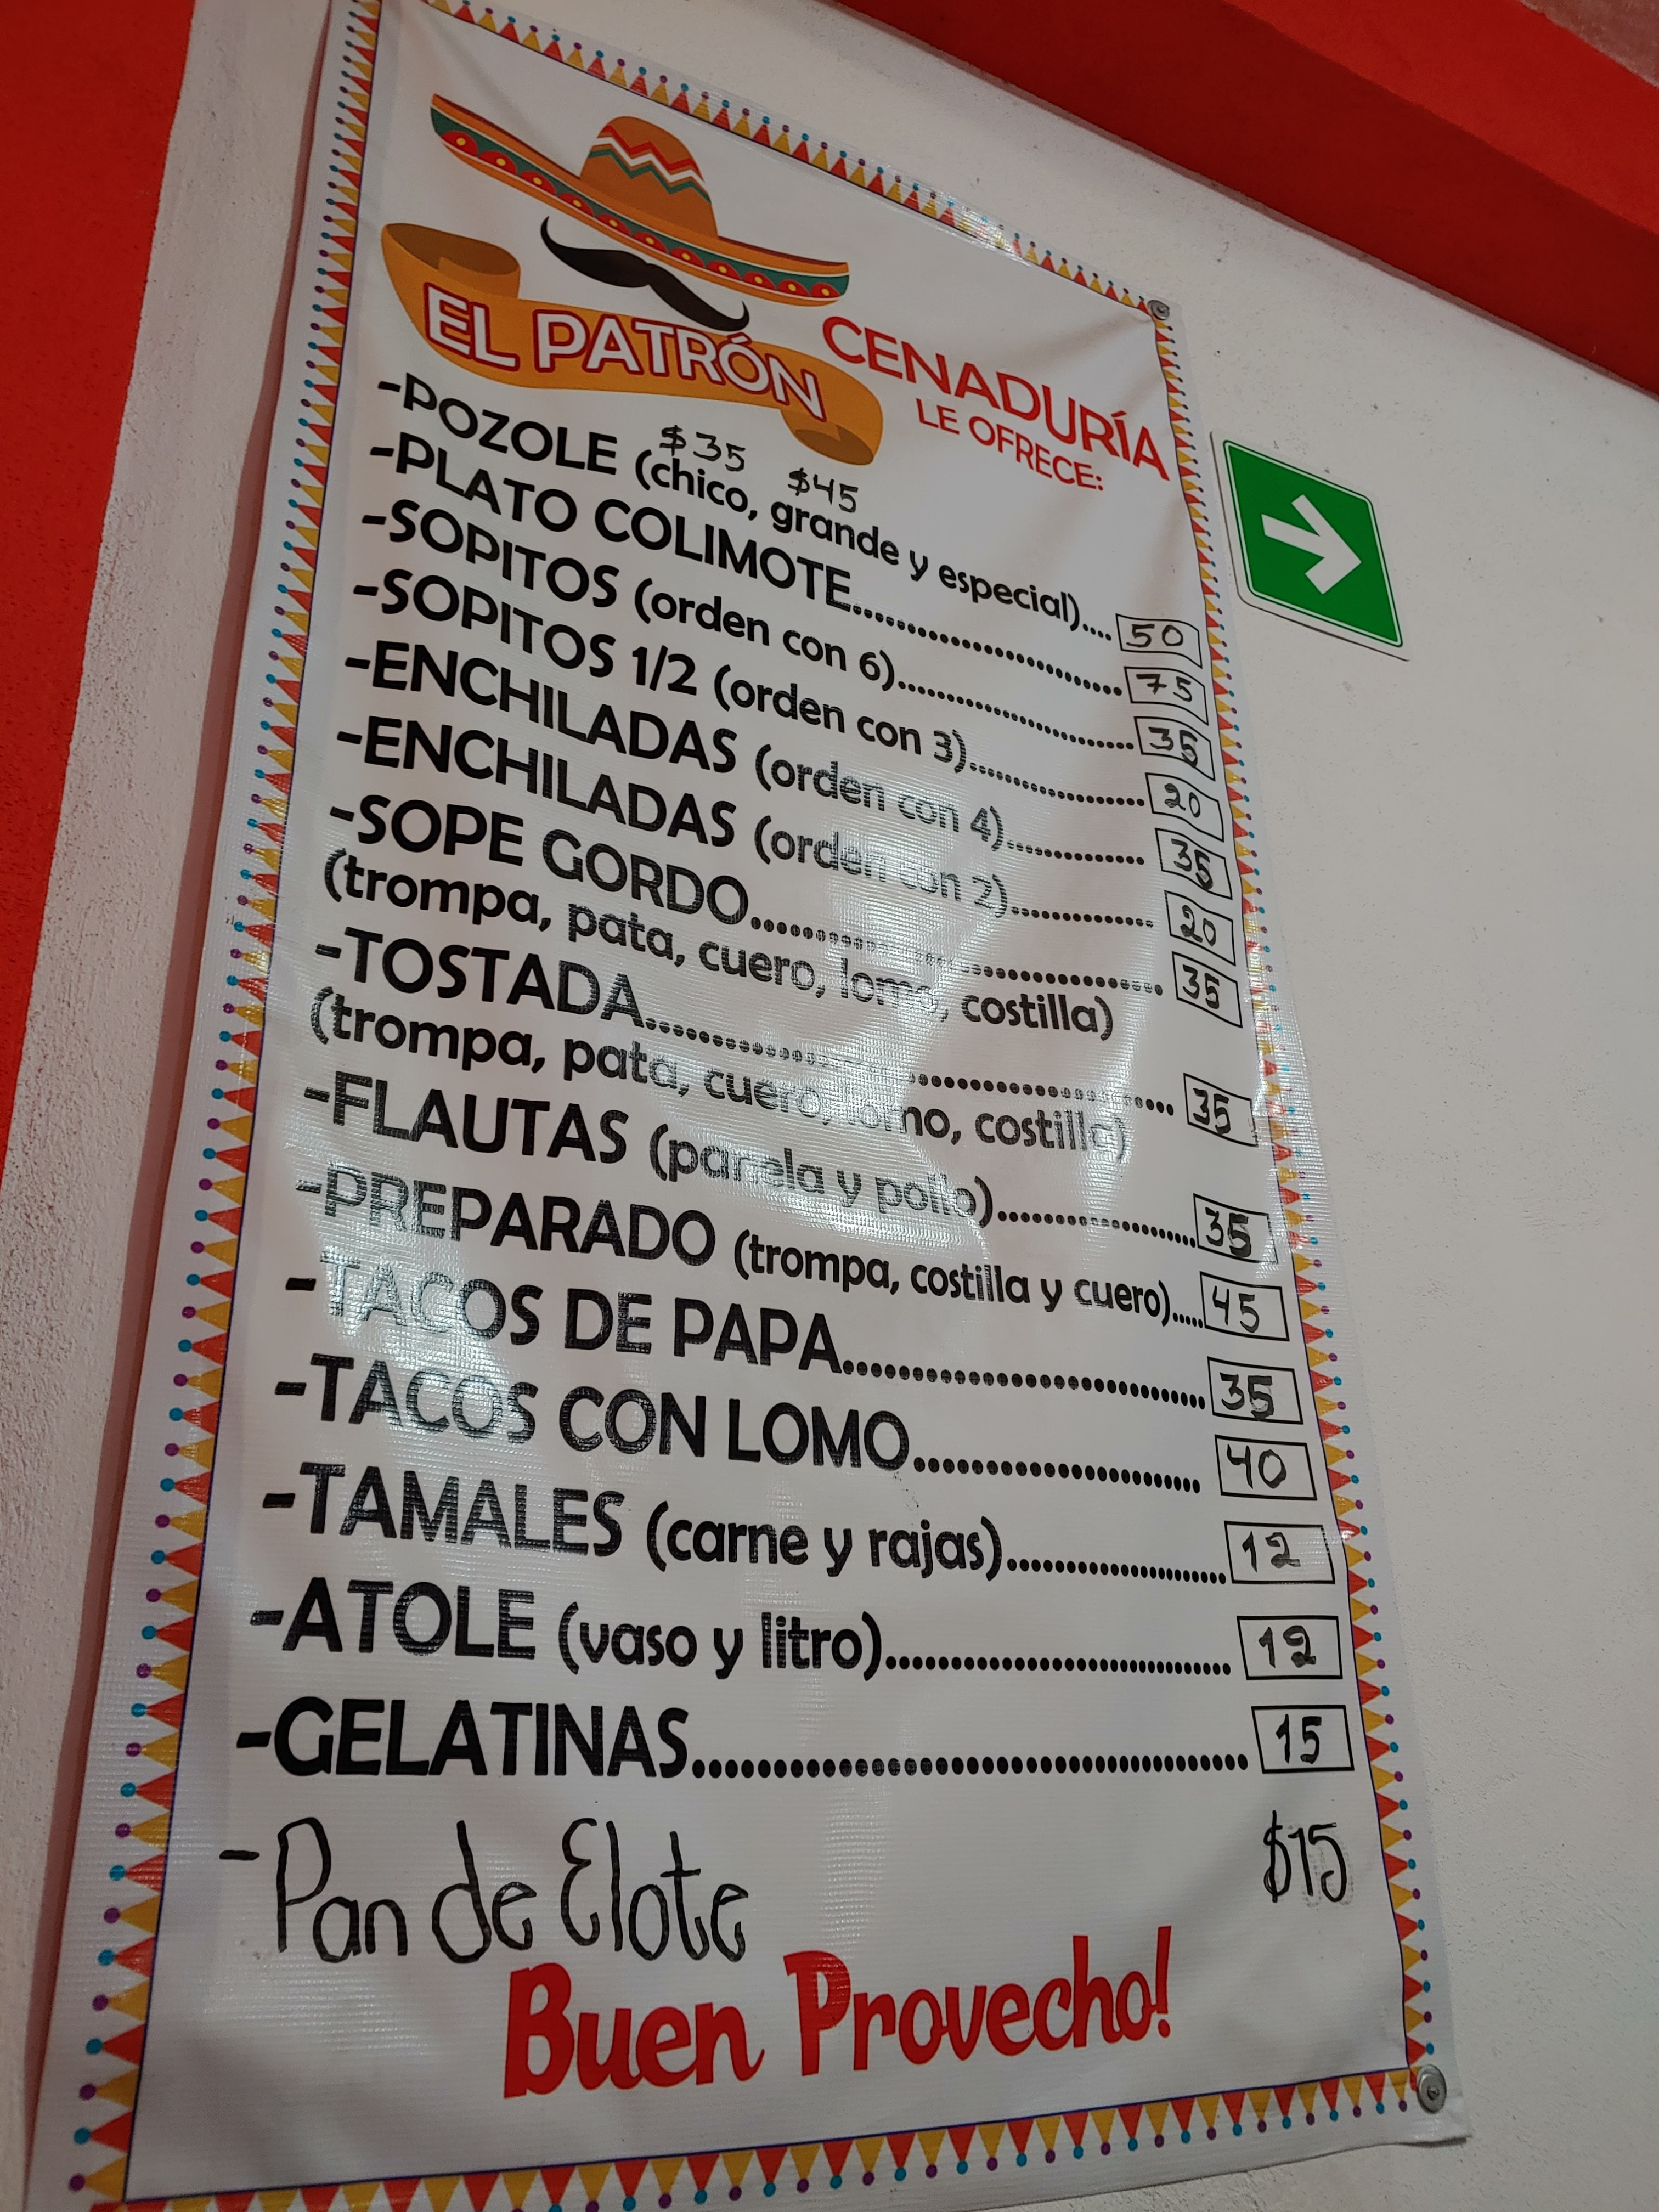 EL PATRÓN
CENADURÍA
LE OFRECE:
$35 $45
-POZOLE (chico, grande y especial).... 50
-PLATO COLIMOTE.......................... 75
-SOPITOS (orden con 6)....................... 35
-SOPITOS 1/2 (orden con 3)................. 20
-ENCHILADAS (orden con 4)............. 35
-ENCHILADAS (orden con 2)............. 20
-SOPE GORDO................................... 35
(trompa, pata, cuero, lomo, costilla)
-TOSTADA........................................ 35
(trompa, pata, cuero, lomo, costilla)
-FLAUTAS (panela y pollo)................. 35
-PREPARADO (trompa, costilla y cuero)..... 45
-TACOS DE PAPA............................. 35
-TACOS CON LOMO..................... 40
-TAMALES (carne y rajas)................. 12
-ATOLE (vaso y litro)........................... 12
-GELATINAS........................................ 15
-Pan de Elote $15
Buen Provecho!